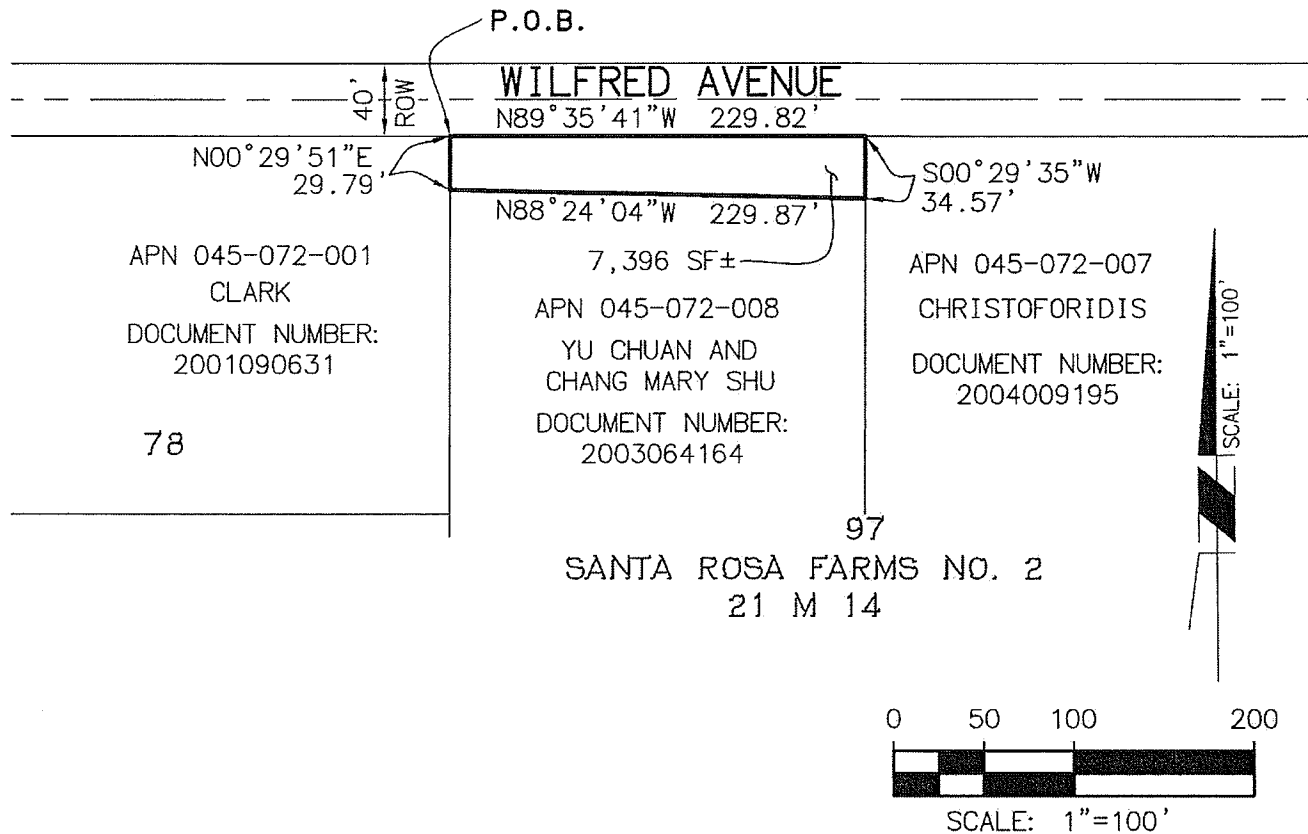 P.O.B.
WILFRED AVENUE
40' ROW
N89°35'41"W 229.82'
N00°29'51"E
29.79'
S00°29'35"W
34.57'
N88°24'04"W 229.87'
7,396 SF±
APN 045-072-001
CLARK
DOCUMENT NUMBER:
2001090631
78
APN 045-072-008
YU CHUAN AND
CHANG MARY SHU
DOCUMENT NUMBER:
2003064164
APN 045-072-007
CHRISTOFORIDIS
DOCUMENT NUMBER:
2004009195
SCALE: 1"=100'
97
SANTA ROSA FARMS NO. 2
21 M 14
0 50 100 200
SCALE: 1"=100'